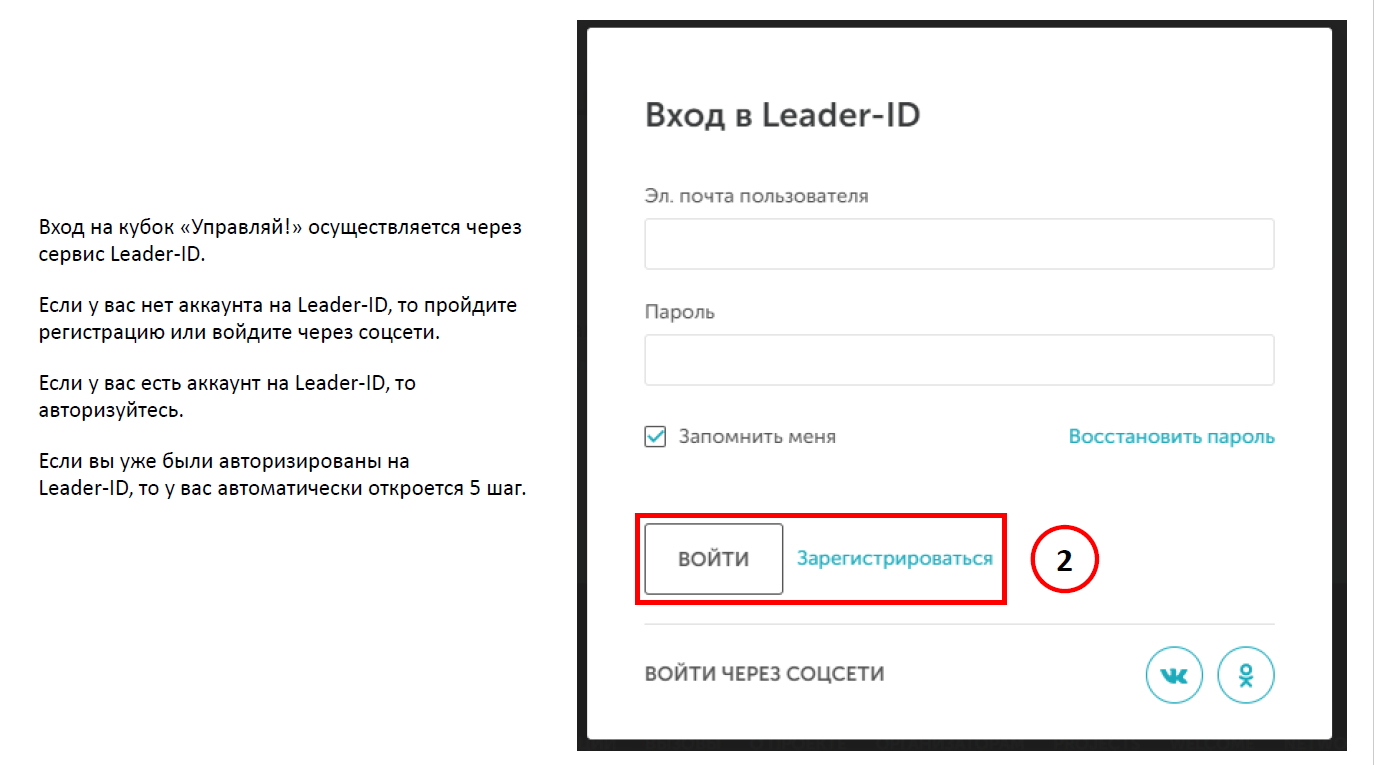 Вход на кубок «Управляй!» осуществляется через
сервис Leader-ID.
Если у вас нет аккаунта на Leader-ID, то пройдите
регистрацию или войдите через соцсети.
Если у вас есть аккаунт на Leader-ID, то
авторизуйтесь.
Если вы уже были авторизированы на
Leader-ID, то у вас автоматически откроется 5 шаг.
Вход в Leader-ID
Эл. почта пользователя
Пароль
Запомнить меня
Восстановить пароль
ВОЙТИ
Зарегистрироваться
2
ВОЙТИ ЧЕРЕЗ СОЦСЕТИ